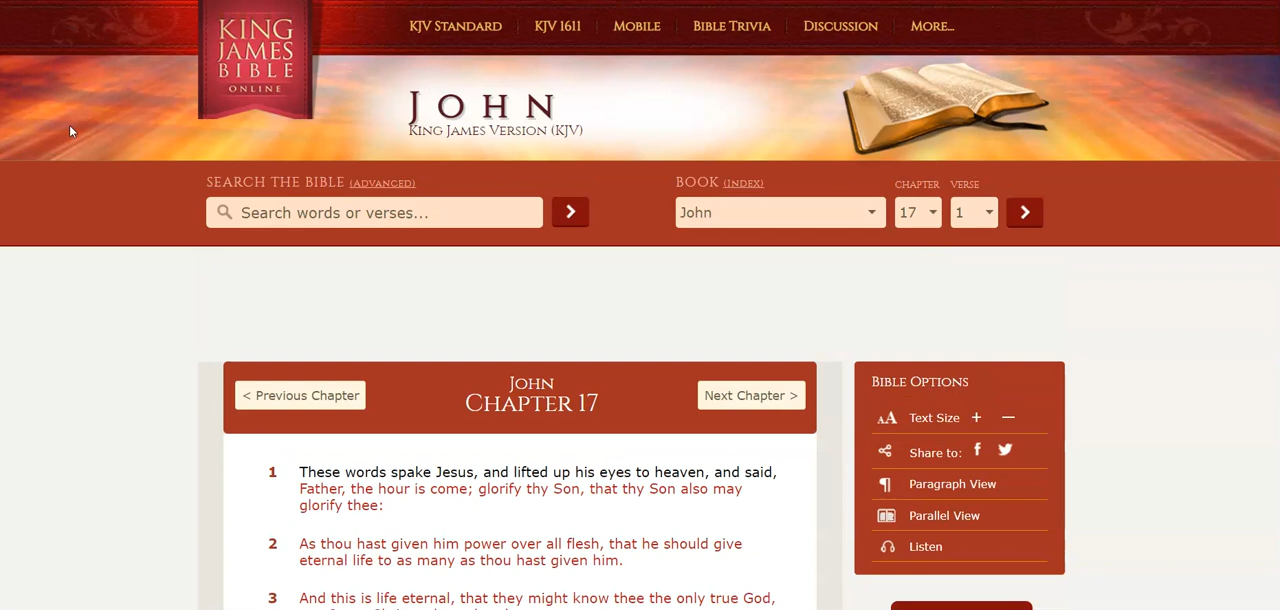 KING
JAMES
BIBLE
ONLINE
KJV STANDARD KJV 1611 MOBILE BIBLE TRIVIA DISCUSSION MORE...
JOHN
KING JAMES VERSION (KJV)
SEARCH THE BIBLE (ADVANCED)
Search words or verses...
BOOK (INDEX) CHAPTER VERSE
John 17 1
< Previous Chapter
JOHN
CHAPTER 17
Next Chapter >
1 These words spake Jesus, and lifted up his eyes to heaven, and said,
Father, the hour is come; glorify thy Son, that thy Son also may
glorify thee:
2 As thou hast given him power over all flesh, that he should give
eternal life to as many as thou hast given him.
3 And this is life eternal, that they might know thee the only true God,
BIBLE OPTIONS
AA Text Size + —
Share to: f
Paragraph View
Parallel View
Listen